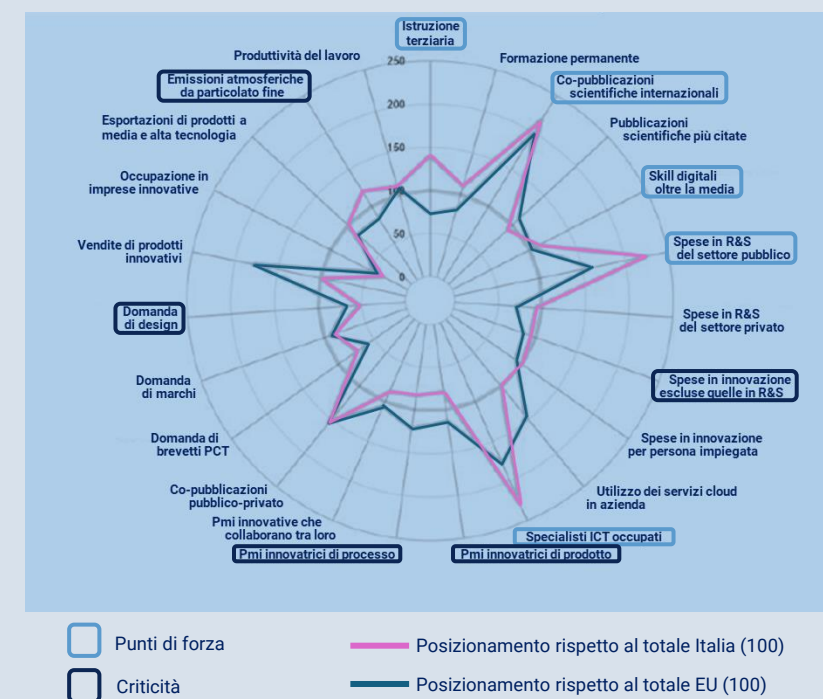 Istruzione
terziaria
Formazione permanente
Co-pubblicazioni
scientifiche internazionali
Pubblicazioni
scientifiche più citate
Skill digitali
oltre la media
Spese in R&S
del settore pubblico
Spese in R&S
del settore privato
Spese in innovazione
escluse quelle in R&S
Spese in innovazione
per persona impiegata
Utilizzo dei servizi cloud
in azienda
Specialisti ICT occupati
Pmi innovatrici di prodotto
Pmi innovatrici di processo
Pmi innovative che
collaborano tra loro
Co-pubblicazioni
pubblico-privato
Domanda di
brevetti PCT
Domanda
di marchi
Domanda
di design
Vendite di prodotti
innovativi
Occupazione in
imprese innovative
Esportazioni di prodotti a
media e alta tecnologia
Emissioni atmosferiche
da particolato fine
Produttività del lavoro
250
200
150
100
50
0
Punti di forza
Posizionamento rispetto al totale Italia (100)
Criticità
Posizionamento rispetto al totale EU (100)